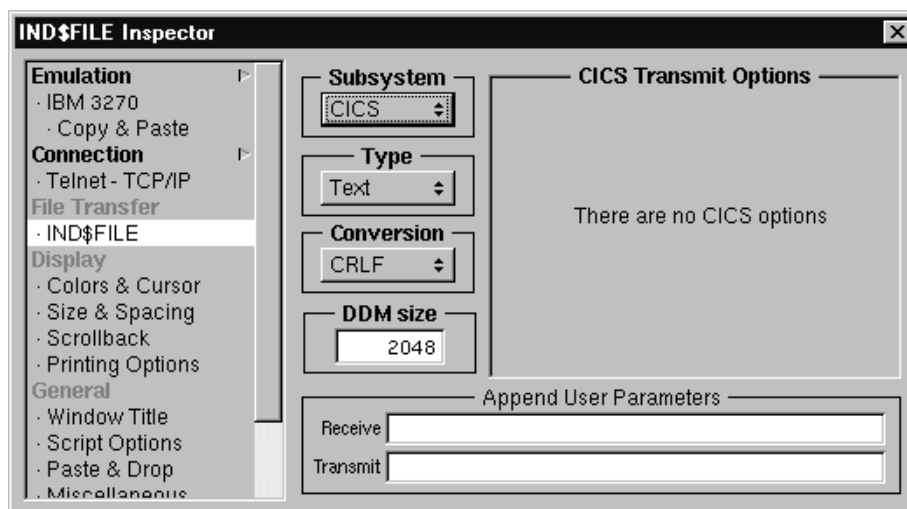 IND$FILE Inspector
Emulation
· IBM 3270
· Copy & Paste
Connection
· Telnet - TCP/IP
File Transfer
· IND$FILE
Display
· Colors & Cursor
· Size & Spacing
· Scrollback
· Printing Options
General
· Window Title
· Script Options
· Paste & Drop
· Miscellaneous
Subsystem
CICS
Type
Text
Conversion
CRLF
DDM size
2048
CICS Transmit Options
There are no CICS options
Append User Parameters
Receive
Transmit